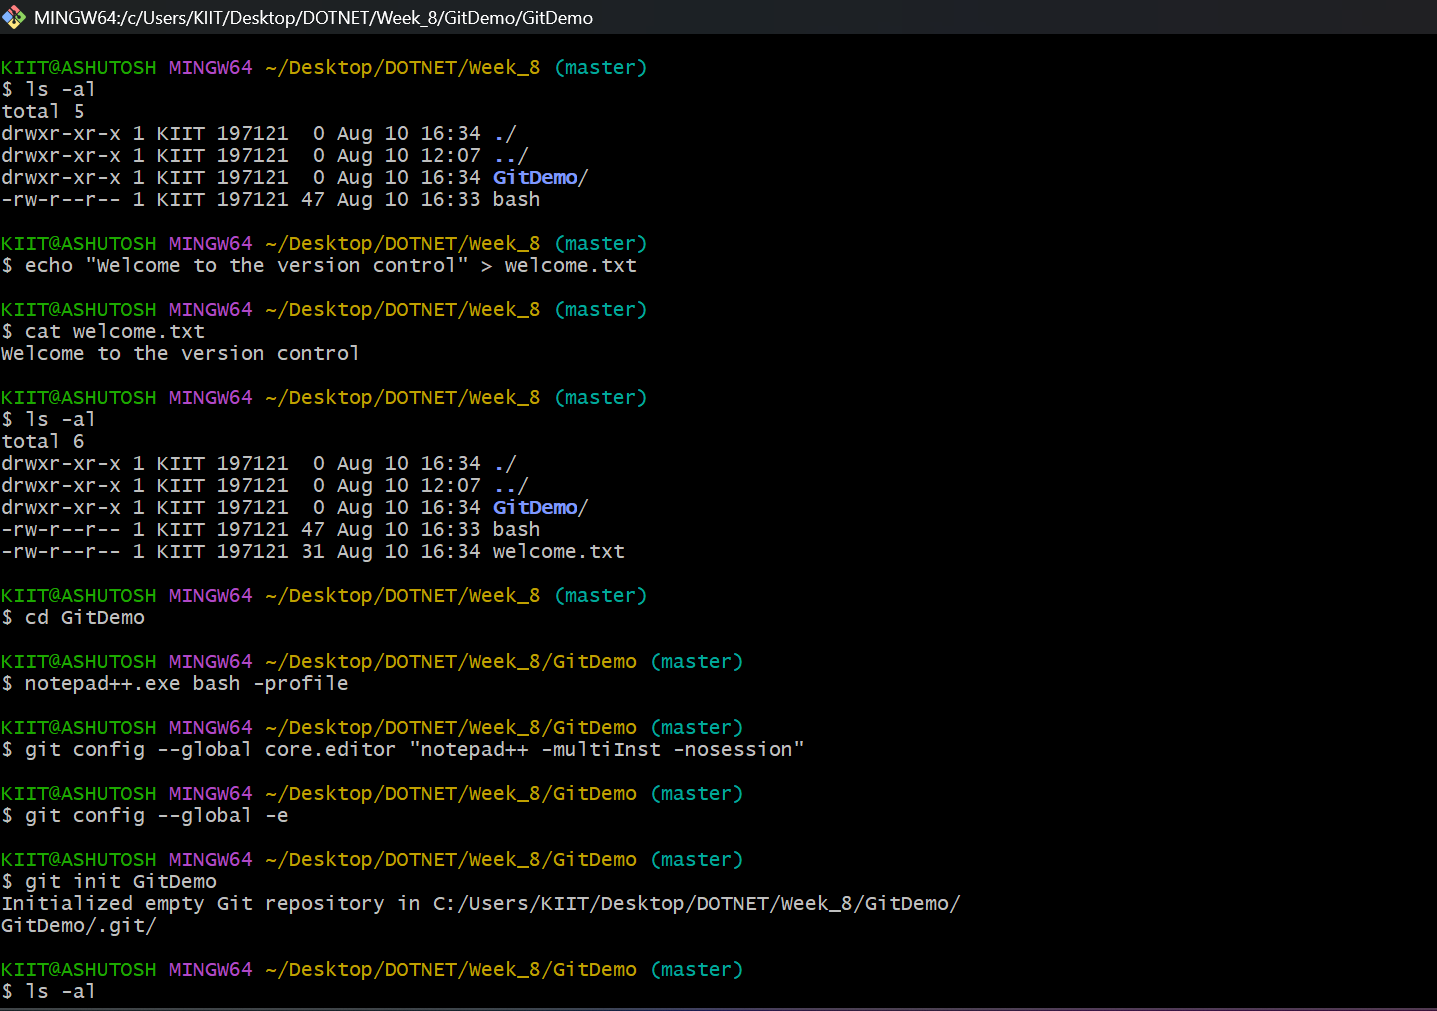 MINGW64:/c/Users/KIIT/Desktop/DOTNET/Week_8/GitDemo/GitDemo
KIIT@ASHUTOSH MINGW64 ~/Desktop/DOTNET/Week_8 (master)
$ ls -al
total 5
drwxr-xr-x 1 KIIT 197121  0 Aug 10 16:34 ./
drwxr-xr-x 1 KIIT 197121  0 Aug 10 12:07 ../
drwxr-xr-x 1 KIIT 197121  0 Aug 10 16:34 GitDemo/
-rw-r--r-- 1 KIIT 197121 47 Aug 10 16:33 bash
KIIT@ASHUTOSH MINGW64 ~/Desktop/DOTNET/Week_8 (master)
$ echo "Welcome to the version control" > welcome.txt
KIIT@ASHUTOSH MINGW64 ~/Desktop/DOTNET/Week_8 (master)
$ cat welcome.txt
Welcome to the version control
KIIT@ASHUTOSH MINGW64 ~/Desktop/DOTNET/Week_8 (master)
$ ls -al
total 6
drwxr-xr-x 1 KIIT 197121  0 Aug 10 16:34 ./
drwxr-xr-x 1 KIIT 197121  0 Aug 10 12:07 ../
drwxr-xr-x 1 KIIT 197121  0 Aug 10 16:34 GitDemo/
-rw-r--r-- 1 KIIT 197121 47 Aug 10 16:33 bash
-rw-r--r-- 1 KIIT 197121 31 Aug 10 16:34 welcome.txt
KIIT@ASHUTOSH MINGW64 ~/Desktop/DOTNET/Week_8 (master)
$ cd GitDemo
KIIT@ASHUTOSH MINGW64 ~/Desktop/DOTNET/Week_8/GitDemo (master)
$ notepad++.exe bash -profile
KIIT@ASHUTOSH MINGW64 ~/Desktop/DOTNET/Week_8/GitDemo (master)
$ git config --global core.editor "notepad++ -multiInst -nosession"
KIIT@ASHUTOSH MINGW64 ~/Desktop/DOTNET/Week_8/GitDemo (master)
$ git config --global -e
KIIT@ASHUTOSH MINGW64 ~/Desktop/DOTNET/Week_8/GitDemo (master)
$ git init GitDemo
Initialized empty Git repository in C:/Users/KIIT/Desktop/DOTNET/Week_8/GitDemo/
GitDemo/.git/
KIIT@ASHUTOSH MINGW64 ~/Desktop/DOTNET/Week_8/GitDemo (master)
$ ls -al